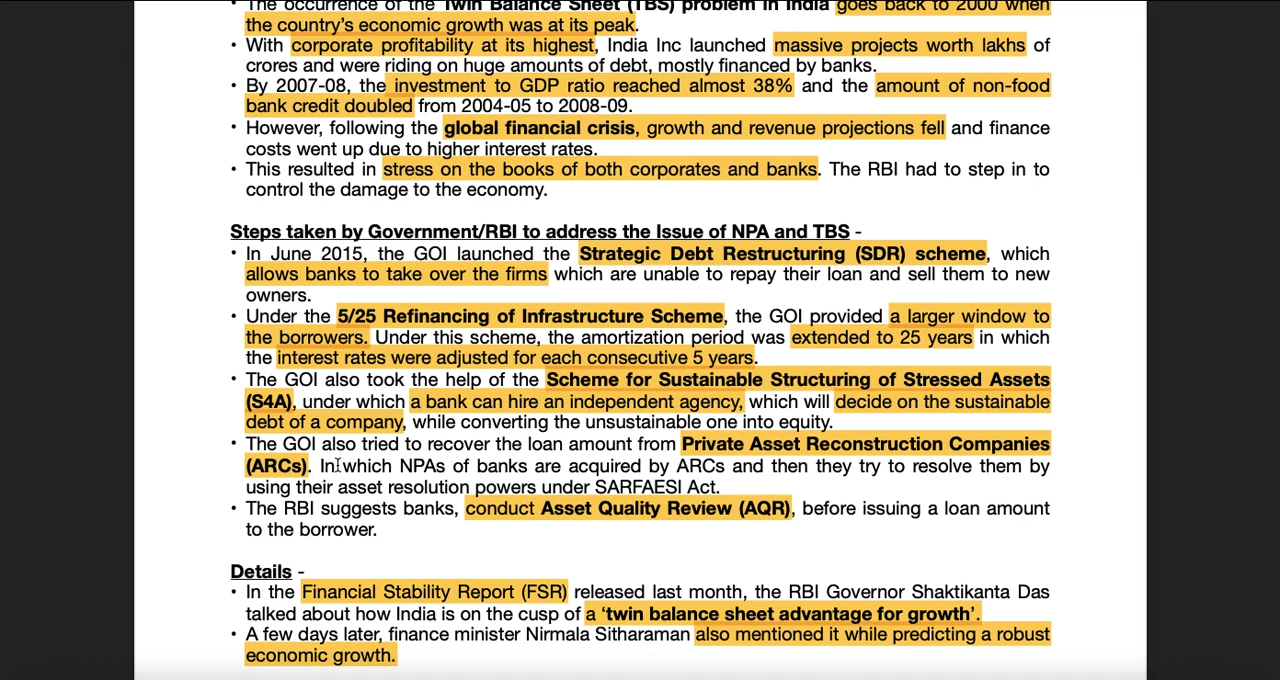 • The occurrence of the Twin Balance Sheet (TBS) problem in India goes back to 2000 when
the country's economic growth was at its peak.
• With corporate profitability at its highest, India Inc launched massive projects worth lakhs of
crores and were riding on huge amounts of debt, mostly financed by banks.
• By 2007-08, the investment to GDP ratio reached almost 38% and the amount of non-food
bank credit doubled from 2004-05 to 2008-09.
• However, following the global financial crisis, growth and revenue projections fell and finance
costs went up due to higher interest rates.
• This resulted in stress on the books of both corporates and banks. The RBI had to step in to
control the damage to the economy.
Steps taken by Government/RBI to address the Issue of NPA and TBS -
• In June 2015, the GOI launched the Strategic Debt Restructuring (SDR) scheme, which
allows banks to take over the firms which are unable to repay their loan and sell them to new
owners.
• Under the 5/25 Refinancing of Infrastructure Scheme, the GOI provided a larger window to
the borrowers. Under this scheme, the amortization period was extended to 25 years in which
the interest rates were adjusted for each consecutive 5 years.
• The GOI also took the help of the Scheme for Sustainable Structuring of Stressed Assets
(S4A), under which a bank can hire an independent agency, which will decide on the sustainable
debt of a company, while converting the unsustainable one into equity.
• The GOI also tried to recover the loan amount from Private Asset Reconstruction Companies
(ARCs). In which NPAs of banks are acquired by ARCs and then they try to resolve them by
using their asset resolution powers under SARFAESI Act.
• The RBI suggests banks, conduct Asset Quality Review (AQR), before issuing a loan amount
to the borrower.
Details -
• In the Financial Stability Report (FSR) released last month, the RBI Governor Shaktikanta Das
talked about how India is on the cusp of a ‘twin balance sheet advantage for growth’.
• A few days later, finance minister Nirmala Sitharaman also mentioned it while predicting a robust
economic growth.